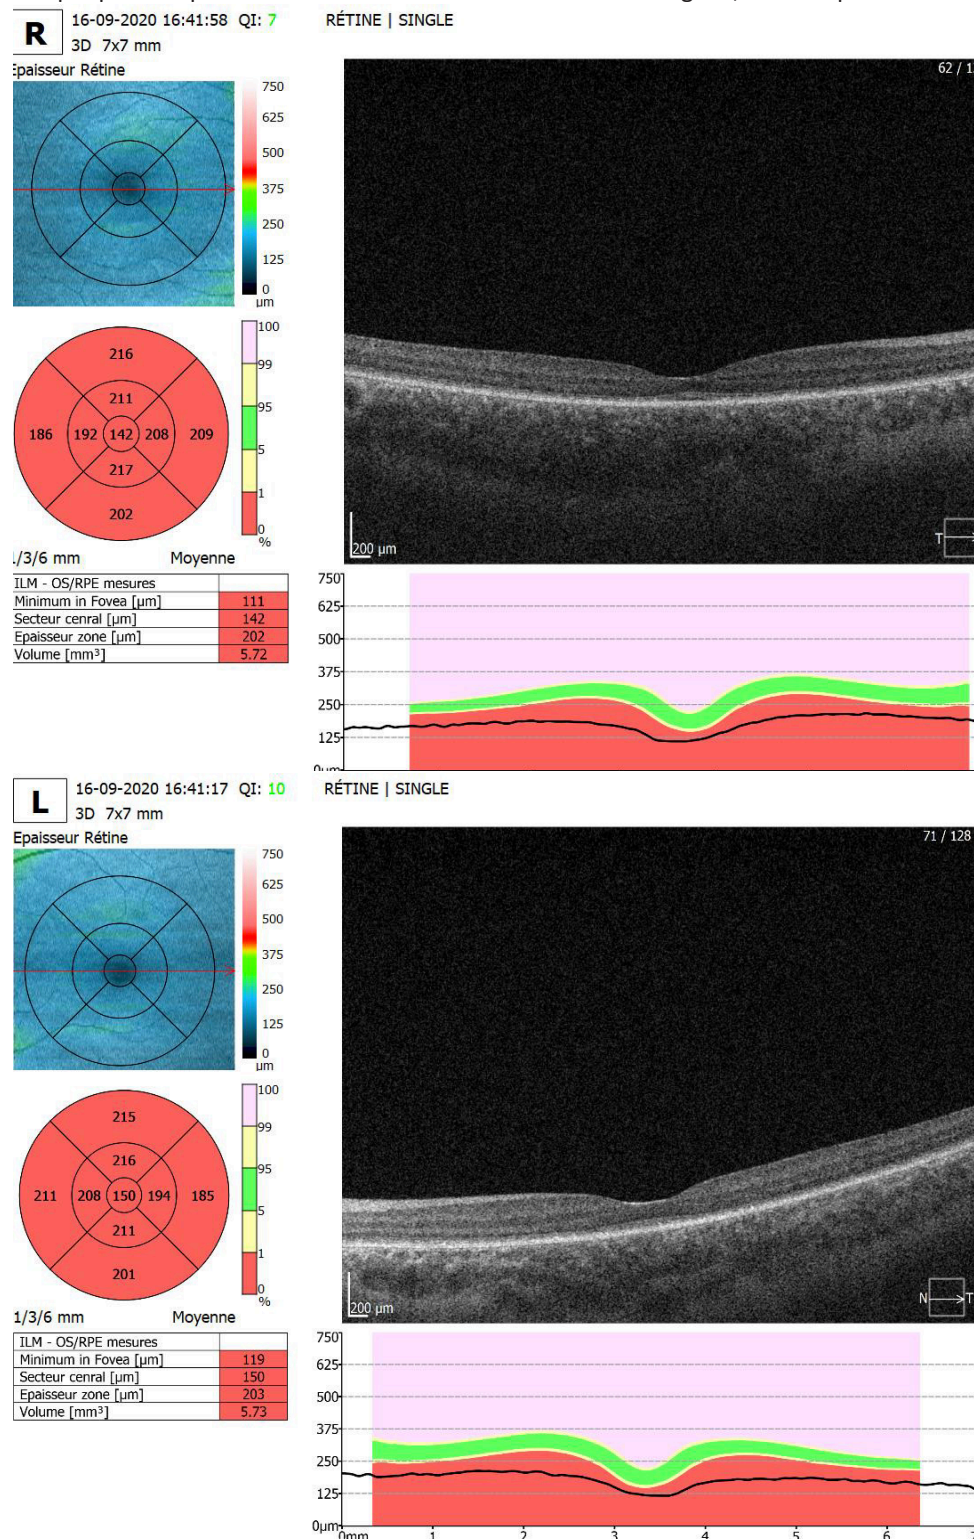 R
16-09-2020 16:41:58 QI: 7
RÉTINE | SINGLE
3D 7x7 mm
Epaisseur Rétine
750
625
500
375
250
125
0
µm
62 / 1
100
99
95
5
1
0
%
216
211
186 192 142 208 209
217
202
200 µm
T
/3/6 mm Moyenne
ILM - OS/RPE mesures
Minimum in Fovea [µm] 111
Secteur cenral [µm] 142
Epaisseur zone [µm] 202
Volume [mm³] 5.72
750
625
500
375
250
125
0µm
L
16-09-2020 16:41:17 QI: 10
RÉTINE | SINGLE
3D 7x7 mm
Epaisseur Rétine
750
625
500
375
250
125
0
µm
71 / 128
100
99
95
5
1
0
%
215
216
211 208 150 194 185
211
201
200 µm
N T
1/3/6 mm Moyenne
ILM - OS/RPE mesures
Minimum in Fovea [µm] 119
Secteur cenral [µm] 150
Epaisseur zone [µm] 203
Volume [mm³] 5.73
750
625
500
375
250
125
0µm
0mm 1 2 3 4 5 6